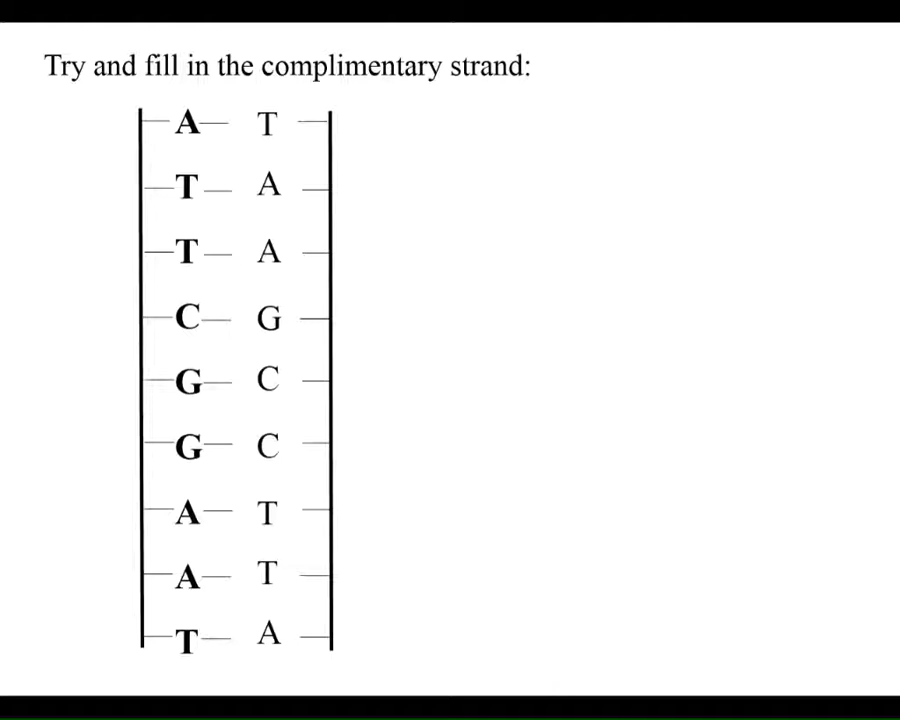 Try and fill in the complimentary strand:
A T
T A
T A
C G
G C
G C
A T
A T
T A